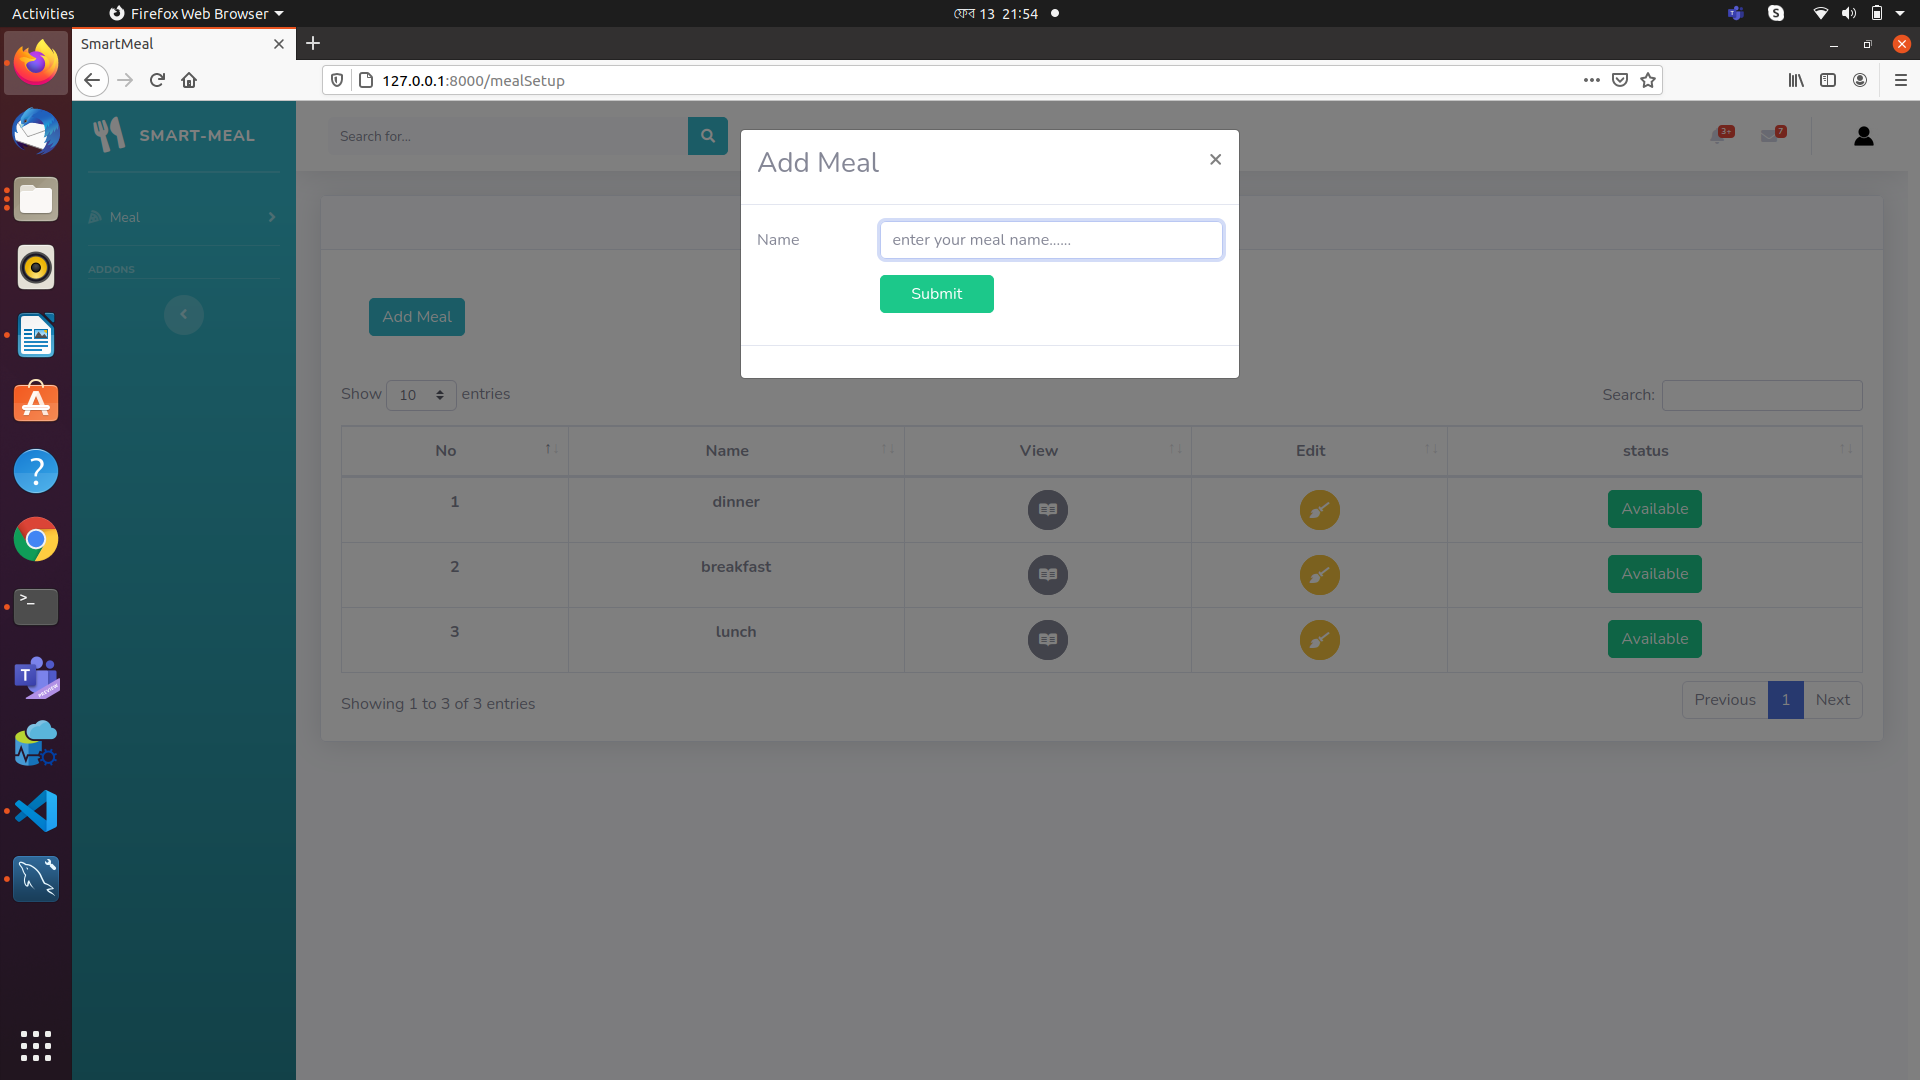 Activities
Firefox Web Browser
ফেব 13 21:54
SmartMeal
127.0.0.1:8000/mealSetup
SMART-MEAL
Search for...
3+
7
Add Meal
×
Name
enter your meal name......
Submit
Meal
ADDONS
Add Meal
Show 10 entries
Search:
No Name View Edit status
1 dinner Available
2 breakfast Available
3 lunch Available
Showing 1 to 3 of 3 entries
Previous 1 Next